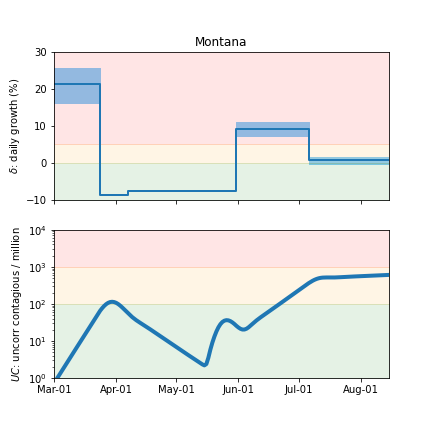 Montana
30
20
10
0
−10
δ: daily growth (%)
10⁴
10³
10²
10¹
10⁰
UC: uncorr contagious / million
Mar-01 Apr-01 May-01 Jun-01 Jul-01 Aug-01